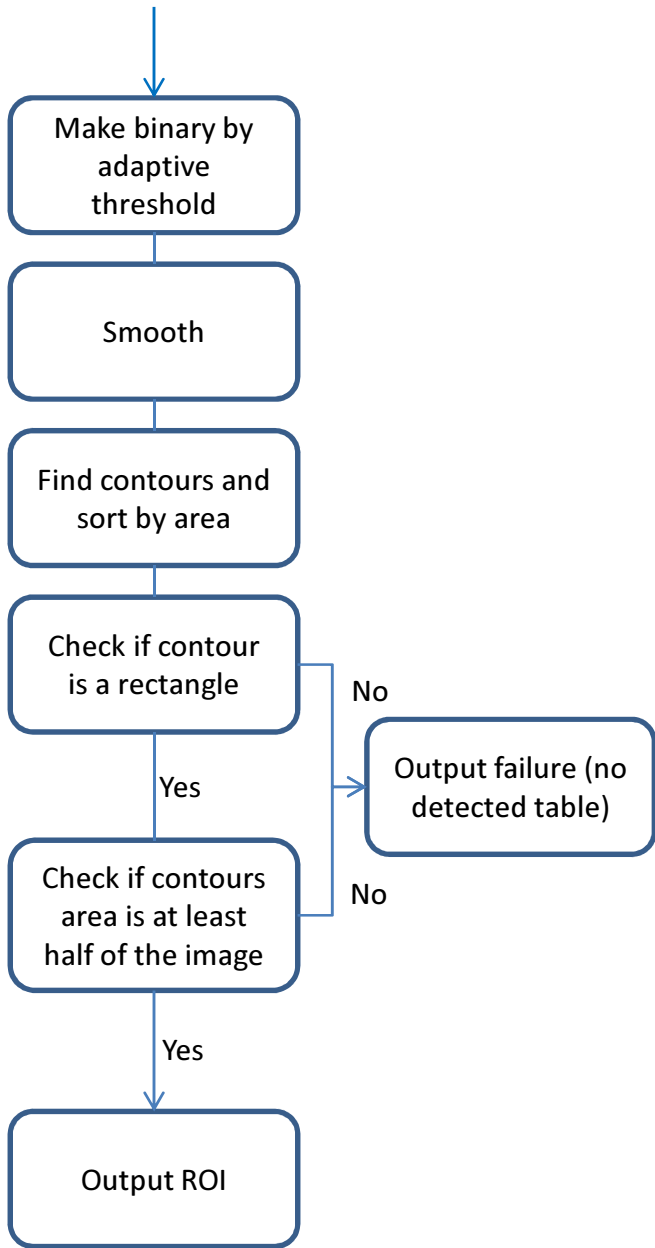 Make binary by
adaptive
threshold
Smooth
Find contours and
sort by area
Check if contour
is a rectangle
No
Output failure (no
detected table)
Yes
Check if contours
area is at least
half of the image
No
Yes
Output ROI